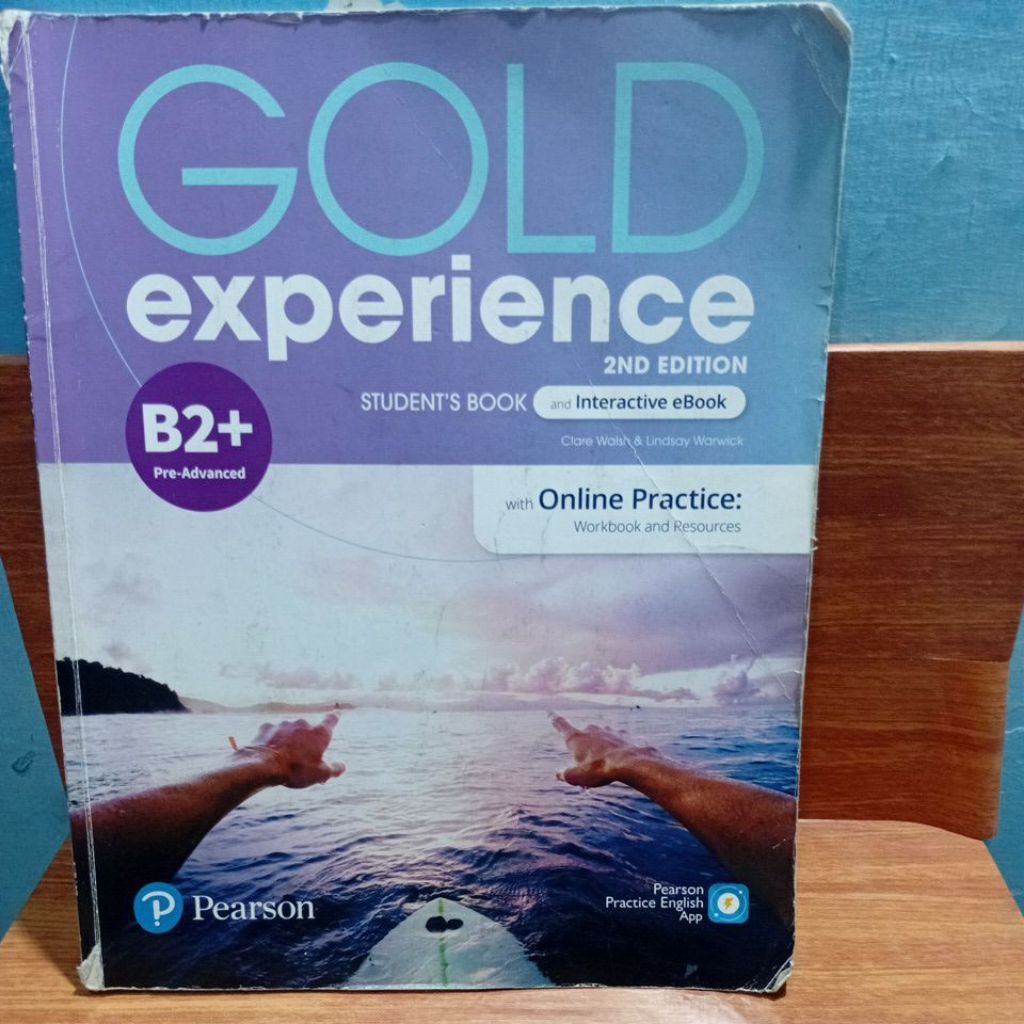 GOLD
experience
2ND EDITION
STUDENT'S BOOK and Interactive eBook
Clare Walsh & Lindsay Warwick
B2+
Pre-Advanced
with Online Practice:
Workbook and Resources
Pearson
Pearson
Practice English
App